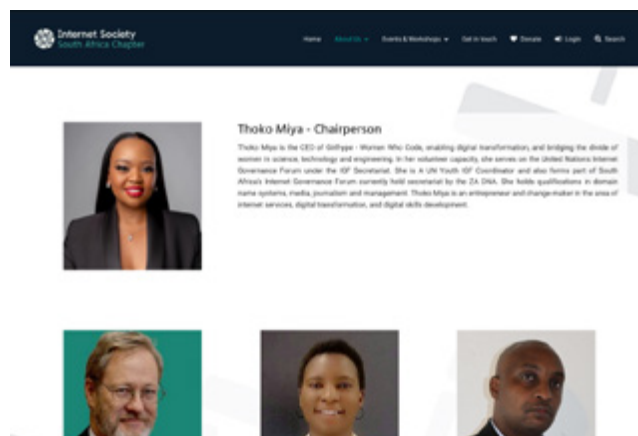 Internet Society
South Africa Chapter
Home About Us Events & Workshops Get in touch Donate Login Search
Thoko Miya - Chairperson
Thoko Miya is the CEO of GirlHype - Women Who Code, enabling digital transformation, and bridging the divide of
women in science, technology and engineering. In her volunteer capacity, she serves on the United Nations Internet
Governance Forum under the IGF Secretariat. She is A UN Youth IGF Coordinator and also forms part of South
Africa's Internet Governance Forum currently held secretariat by the ZA DNA. She holds qualifications in domain
name systems, media, journalism and management. Thoko Miya is an entrepreneur and change-maker in the area of
internet services, digital transformation, and digital skills development.